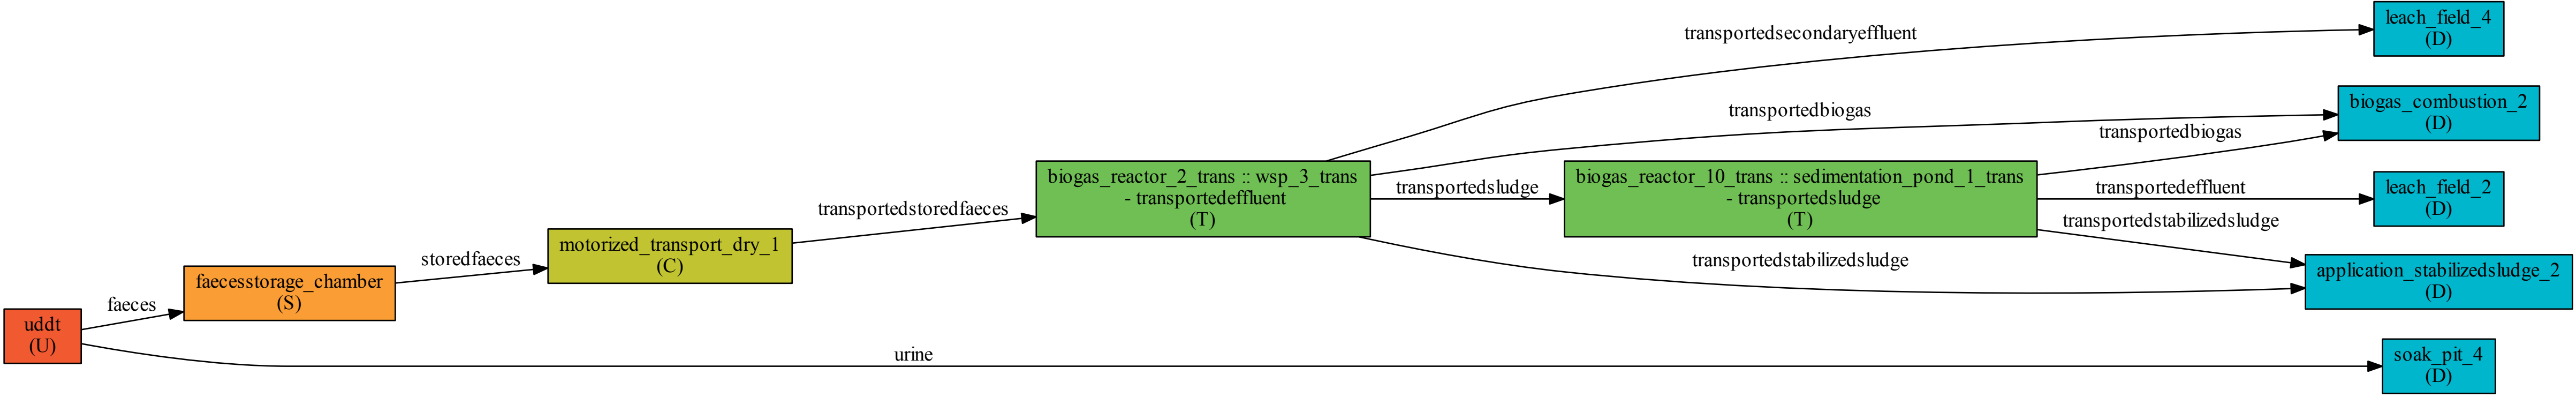 leach_field_4
(D)
transportedsecondaryeffluent
biogas_combustion_2
(D)
transportedbiogas
transportedbiogas
biogas_reactor_2_trans :: wsp_3_trans
- transportedeffluent
(T)
transportedsludge
biogas_reactor_10_trans :: sedimentation_pond_1_trans
- transportedsludge
(T)
transportedeffluent
leach_field_2
(D)
transportedstoredfaeces
transportedstabilizedsludge
motorized_transport_dry_1
(C)
storedfaeces
transportedstabilizedsludge
application_stabilizedsludge_2
(D)
faecesstorage_chamber
(S)
faeces
uddt
(U)
urine
soak_pit_4
(D)